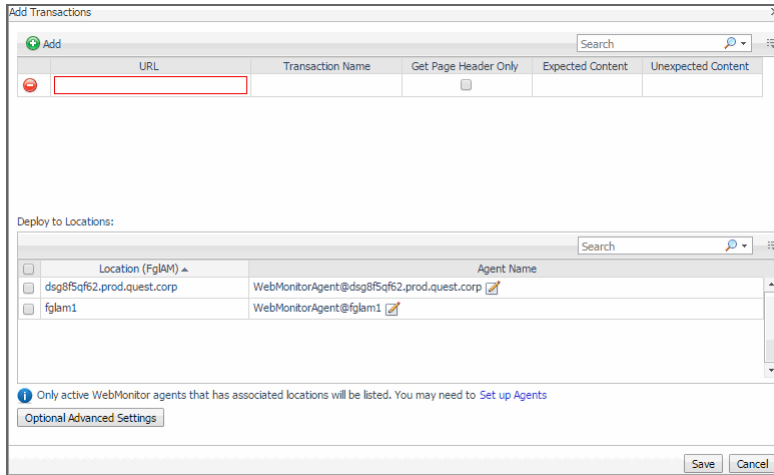 Add Transactions
Add
Search
URL Transaction Name Get Page Header Only Expected Content Unexpected Content
Deploy to Locations:
Search
Location (FglAM) Agent Name
dsg8f5qf62.prod.quest.corp WebMonitorAgent@dsg8f5qf62.prod.quest.corp
fglam1 WebMonitorAgent@fglam1
Only active WebMonitor agents that has associated locations will be listed. You may need to Set up Agents
Optional Advanced Settings
Save Cancel